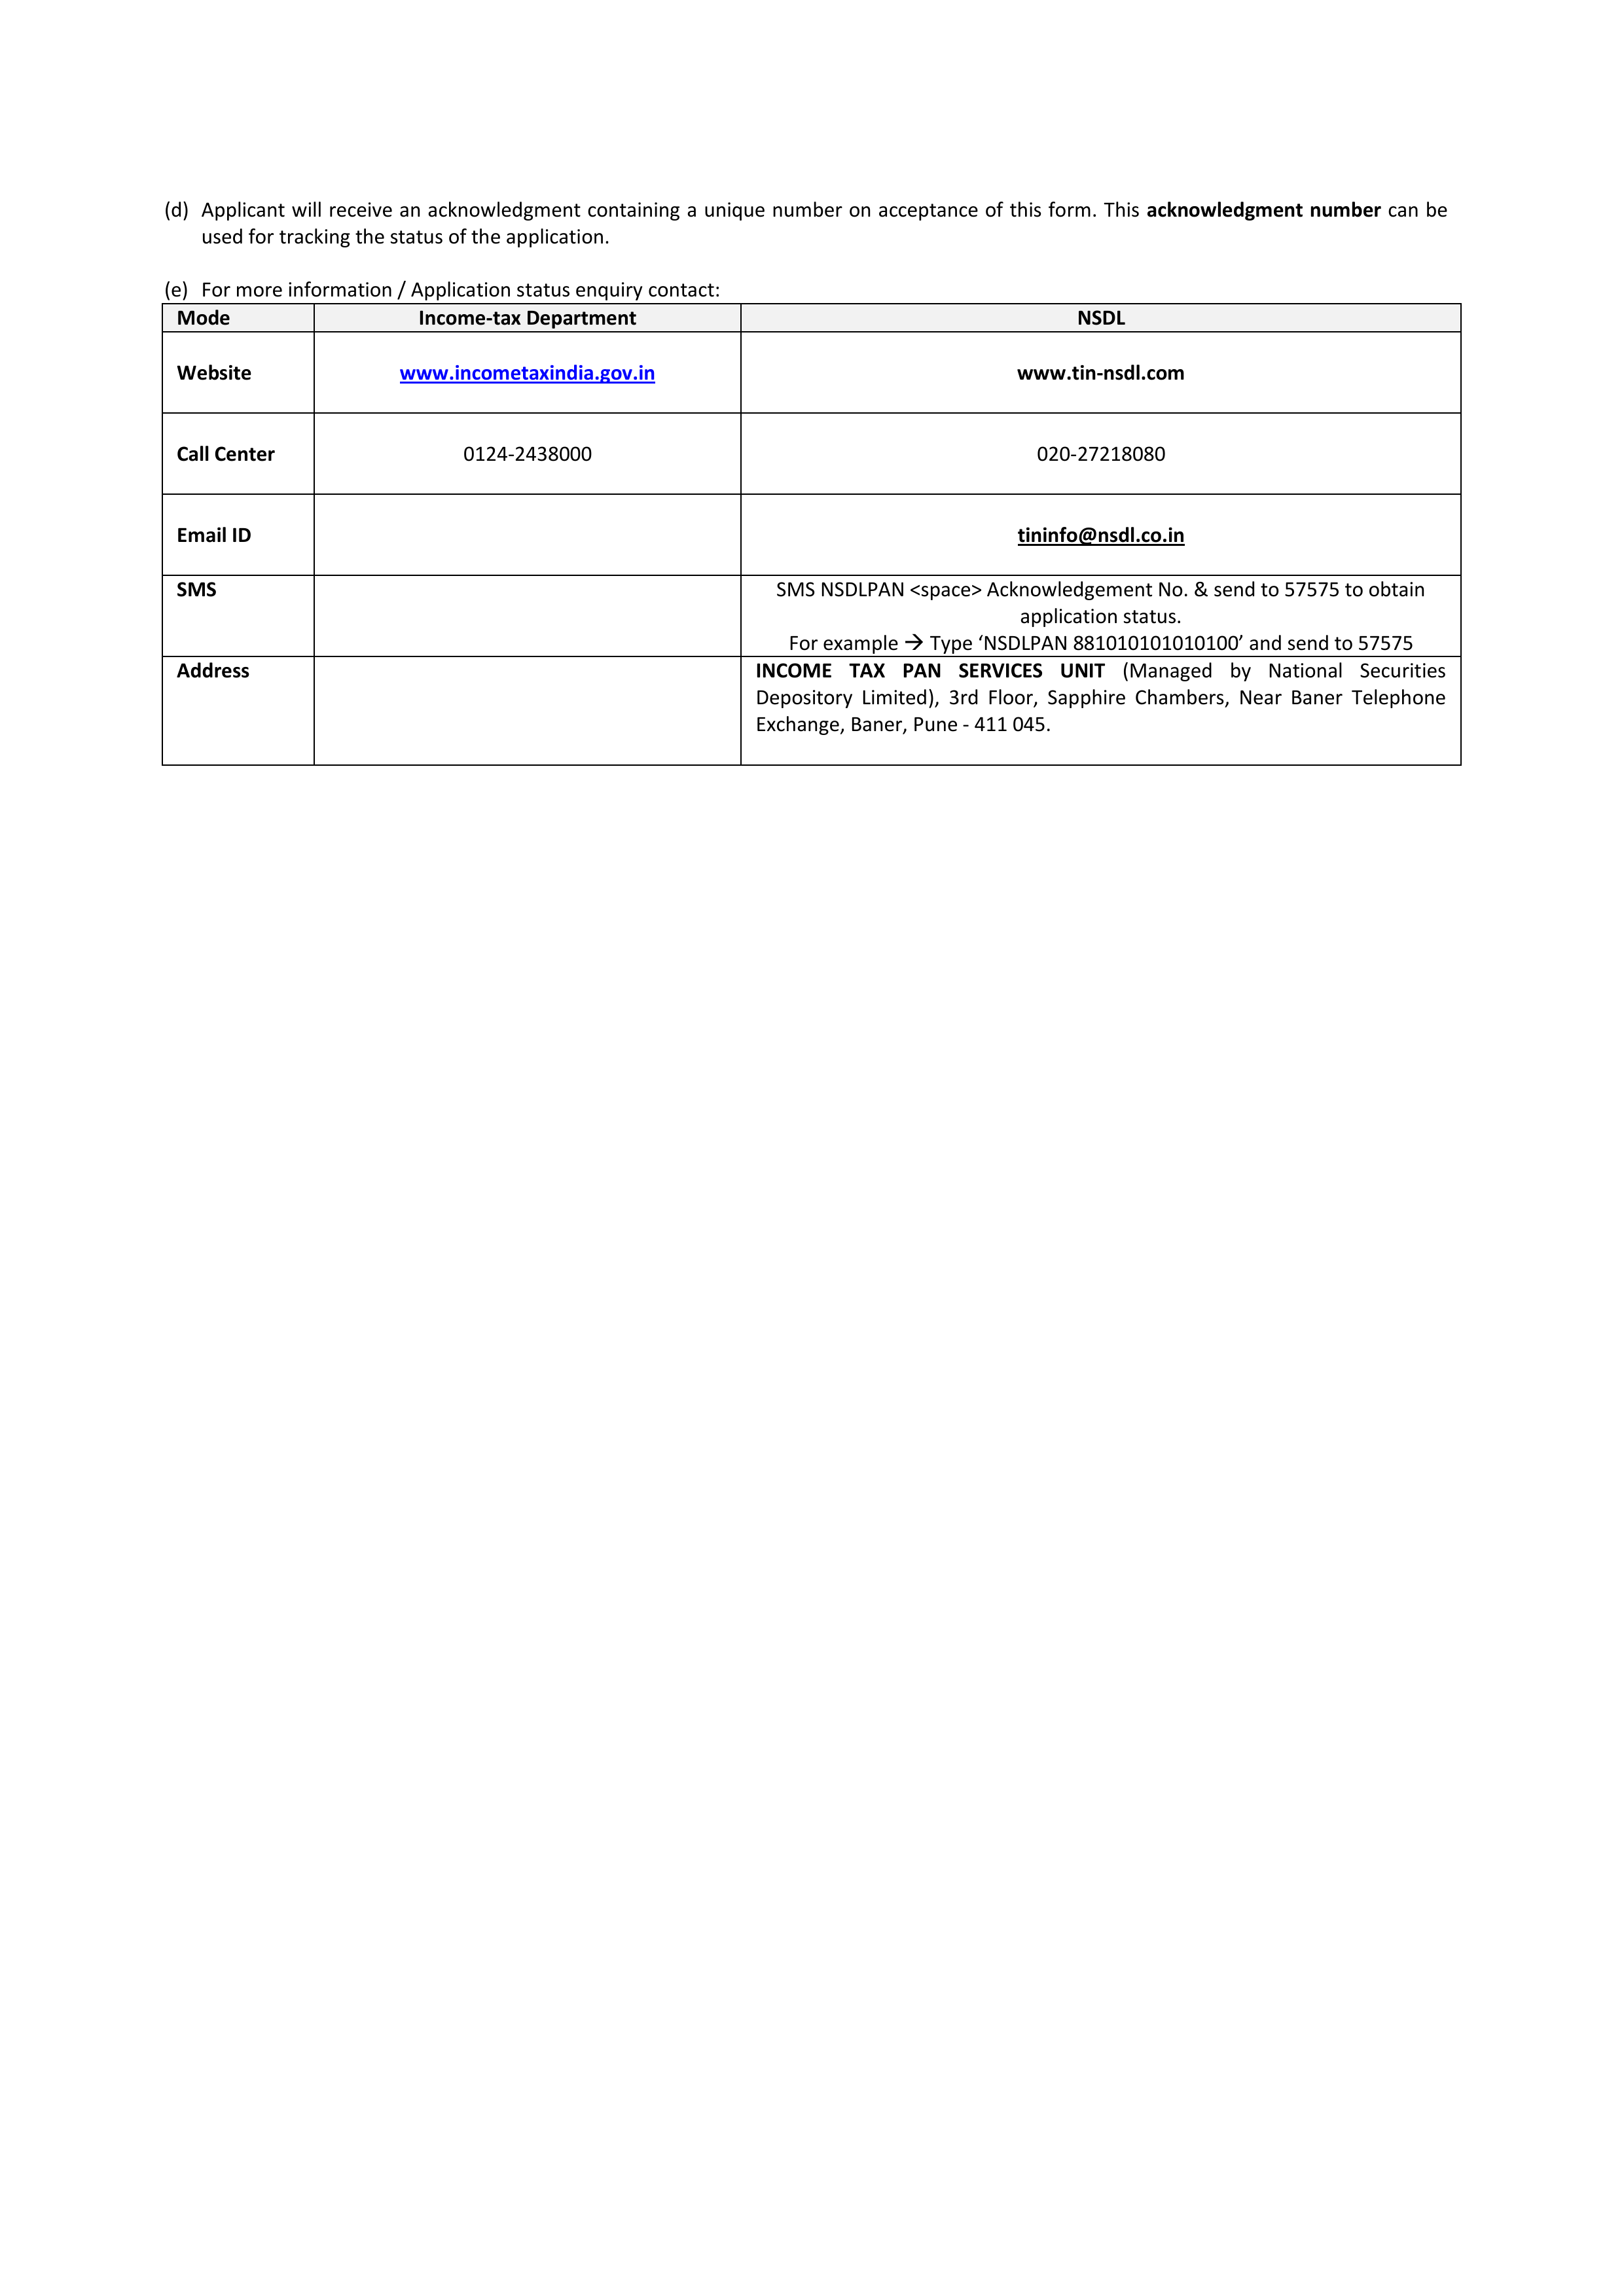 (d) Applicant will receive an acknowledgment containing a unique number on acceptance of this form. This acknowledgment number can be
used for tracking the status of the application.
(e) For more information / Application status enquiry contact:
Mode Income-tax Department NSDL
Website www.incometaxindia.gov.in www.tin-nsdl.com
Call Center 0124-2438000 020-27218080
Email ID tininfo@nsdl.co.in
SMS SMS NSDLPAN <space> Acknowledgement No. & send to 57575 to obtain
application status.
For example → Type ‘NSDLPAN 881010101010100’ and send to 57575
Address INCOME TAX PAN SERVICES UNIT (Managed by National Securities
Depository Limited), 3rd Floor, Sapphire Chambers, Near Baner Telephone
Exchange, Baner, Pune - 411 045.